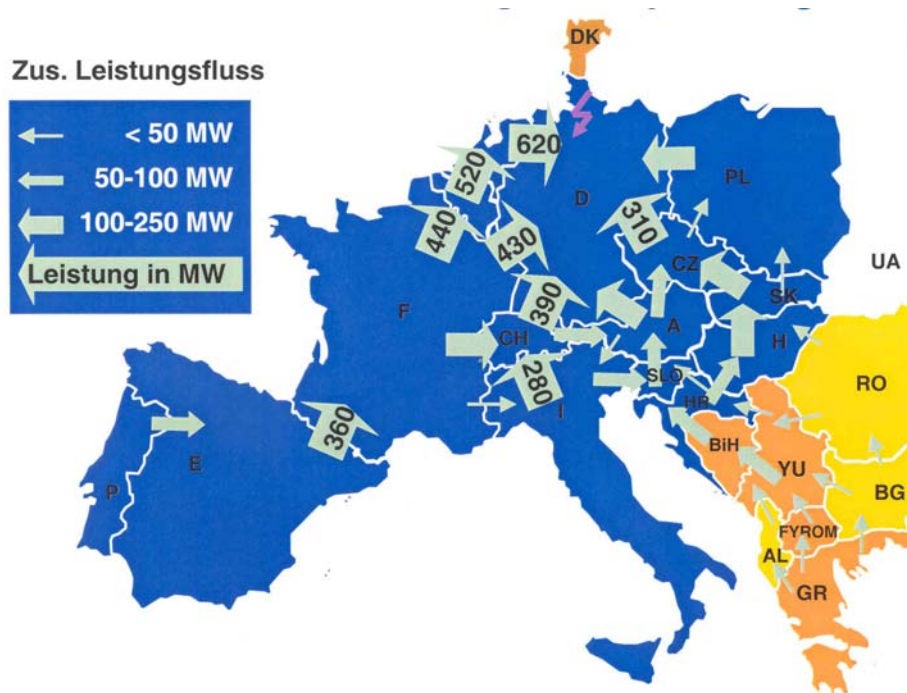 DK
Zus. Leistungsfluss
< 50 MW
50-100 MW
100-250 MW
Leistung in MW
620
520
440
430
D
310
PL
CZ
UA
SK
390
F
CH
A
H
280
SLO
I
HR
RO
360
BiH
YU
E
P
BG
FYROM
AL
GR